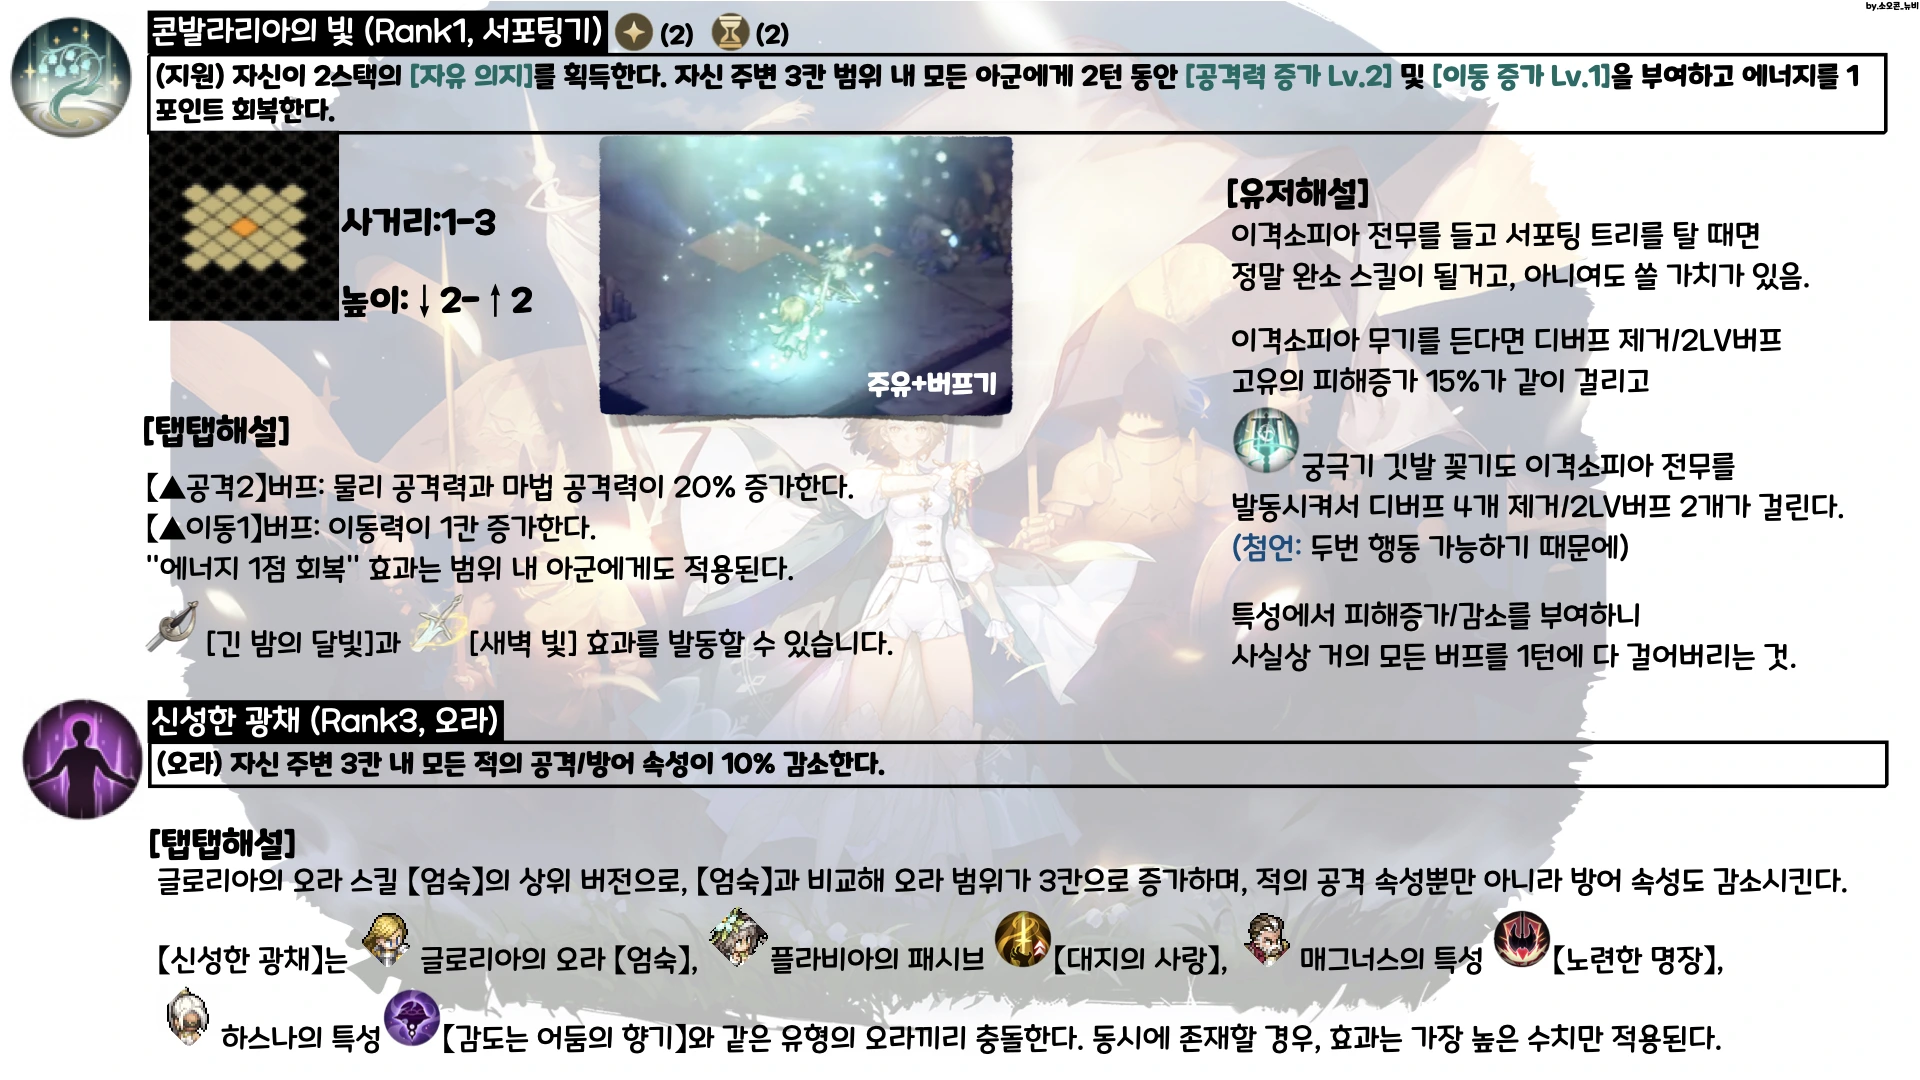 by.소오콘_뉴비
콘발라리아의 빛 (Rank1, 서포팅기) (2) (2)
(지원) 자신이 2스택의 [자유 의지]를 획득한다. 자신 주변 3칸 범위 내 모든 아군에게 2턴 동안 [공격력 증가 Lv.2] 및 [이동 증가 Lv.1]을 부여하고 에너지를 1
포인트 회복한다.
사거리:1-3
높이:↓2-↑2
주유+버프기
[탭탭해설]
【▲공격2】버프: 물리 공격력과 마법 공격력이 20% 증가한다.
【▲이동1】버프: 이동력이 1칸 증가한다.
"에너지 1점 회복" 효과는 범위 내 아군에게도 적용된다.
[긴 밤의 달빛]과 [새벽 빛] 효과를 발동할 수 있습니다.
[유저해설]
이격소피아 전무를 들고 서포팅 트리를 탈 때면
정말 완소 스킬이 될거고, 아니여도 쓸 가치가 있음.
이격소피아 무기를 든다면 디버프 제거/2LV버프
고유의 피해증가 15%가 같이 걸리고
궁극기 깃발 꽂기도 이격소피아 전무를
발동시켜서 디버프 4개 제거/2LV버프 2개가 걸린다.
(첨언: 두번 행동 가능하기 때문에)
특성에서 피해증가/감소를 부여하니
사실상 거의 모든 버프를 1턴에 다 걸어버리는 것.
신성한 광채 (Rank3, 오라)
(오라) 자신 주변 3칸 내 모든 적의 공격/방어 속성이 10% 감소한다.
[탭탭해설]
글로리아의 오라 스킬 【엄숙】의 상위 버전으로, 【엄숙】과 비교해 오라 범위가 3칸으로 증가하며, 적의 공격 속성뿐만 아니라 방어 속성도 감소시킨다.
【신성한 광채】는 글로리아의 오라 【엄숙】, 플라비아의 패시브 【대지의 사랑】, 매그너스의 특성 【노련한 명장】,
하스나의 특성 【감도는 어둠의 향기】와 같은 유형의 오라끼리 충돌한다. 동시에 존재할 경우, 효과는 가장 높은 수치만 적용된다.